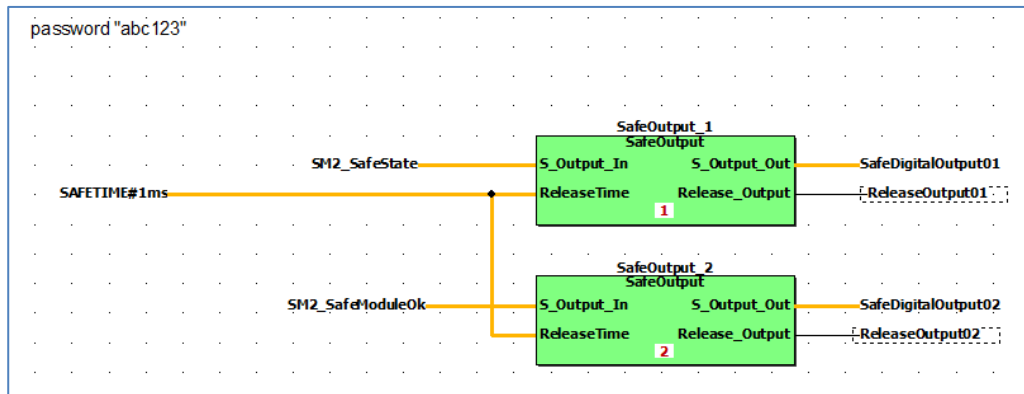 password "abc123"
SafeOutput_1
SafeOutput
SM2_SafeState S_Output_In S_Output_Out SafeDigitalOutput01
SAFETIME#1ms ReleaseTime Release_Output ReleaseOutput01
1
SafeOutput_2
SafeOutput
SM2_SafeModuleOk S_Output_In S_Output_Out SafeDigitalOutput02
ReleaseTime Release_Output ReleaseOutput02
2